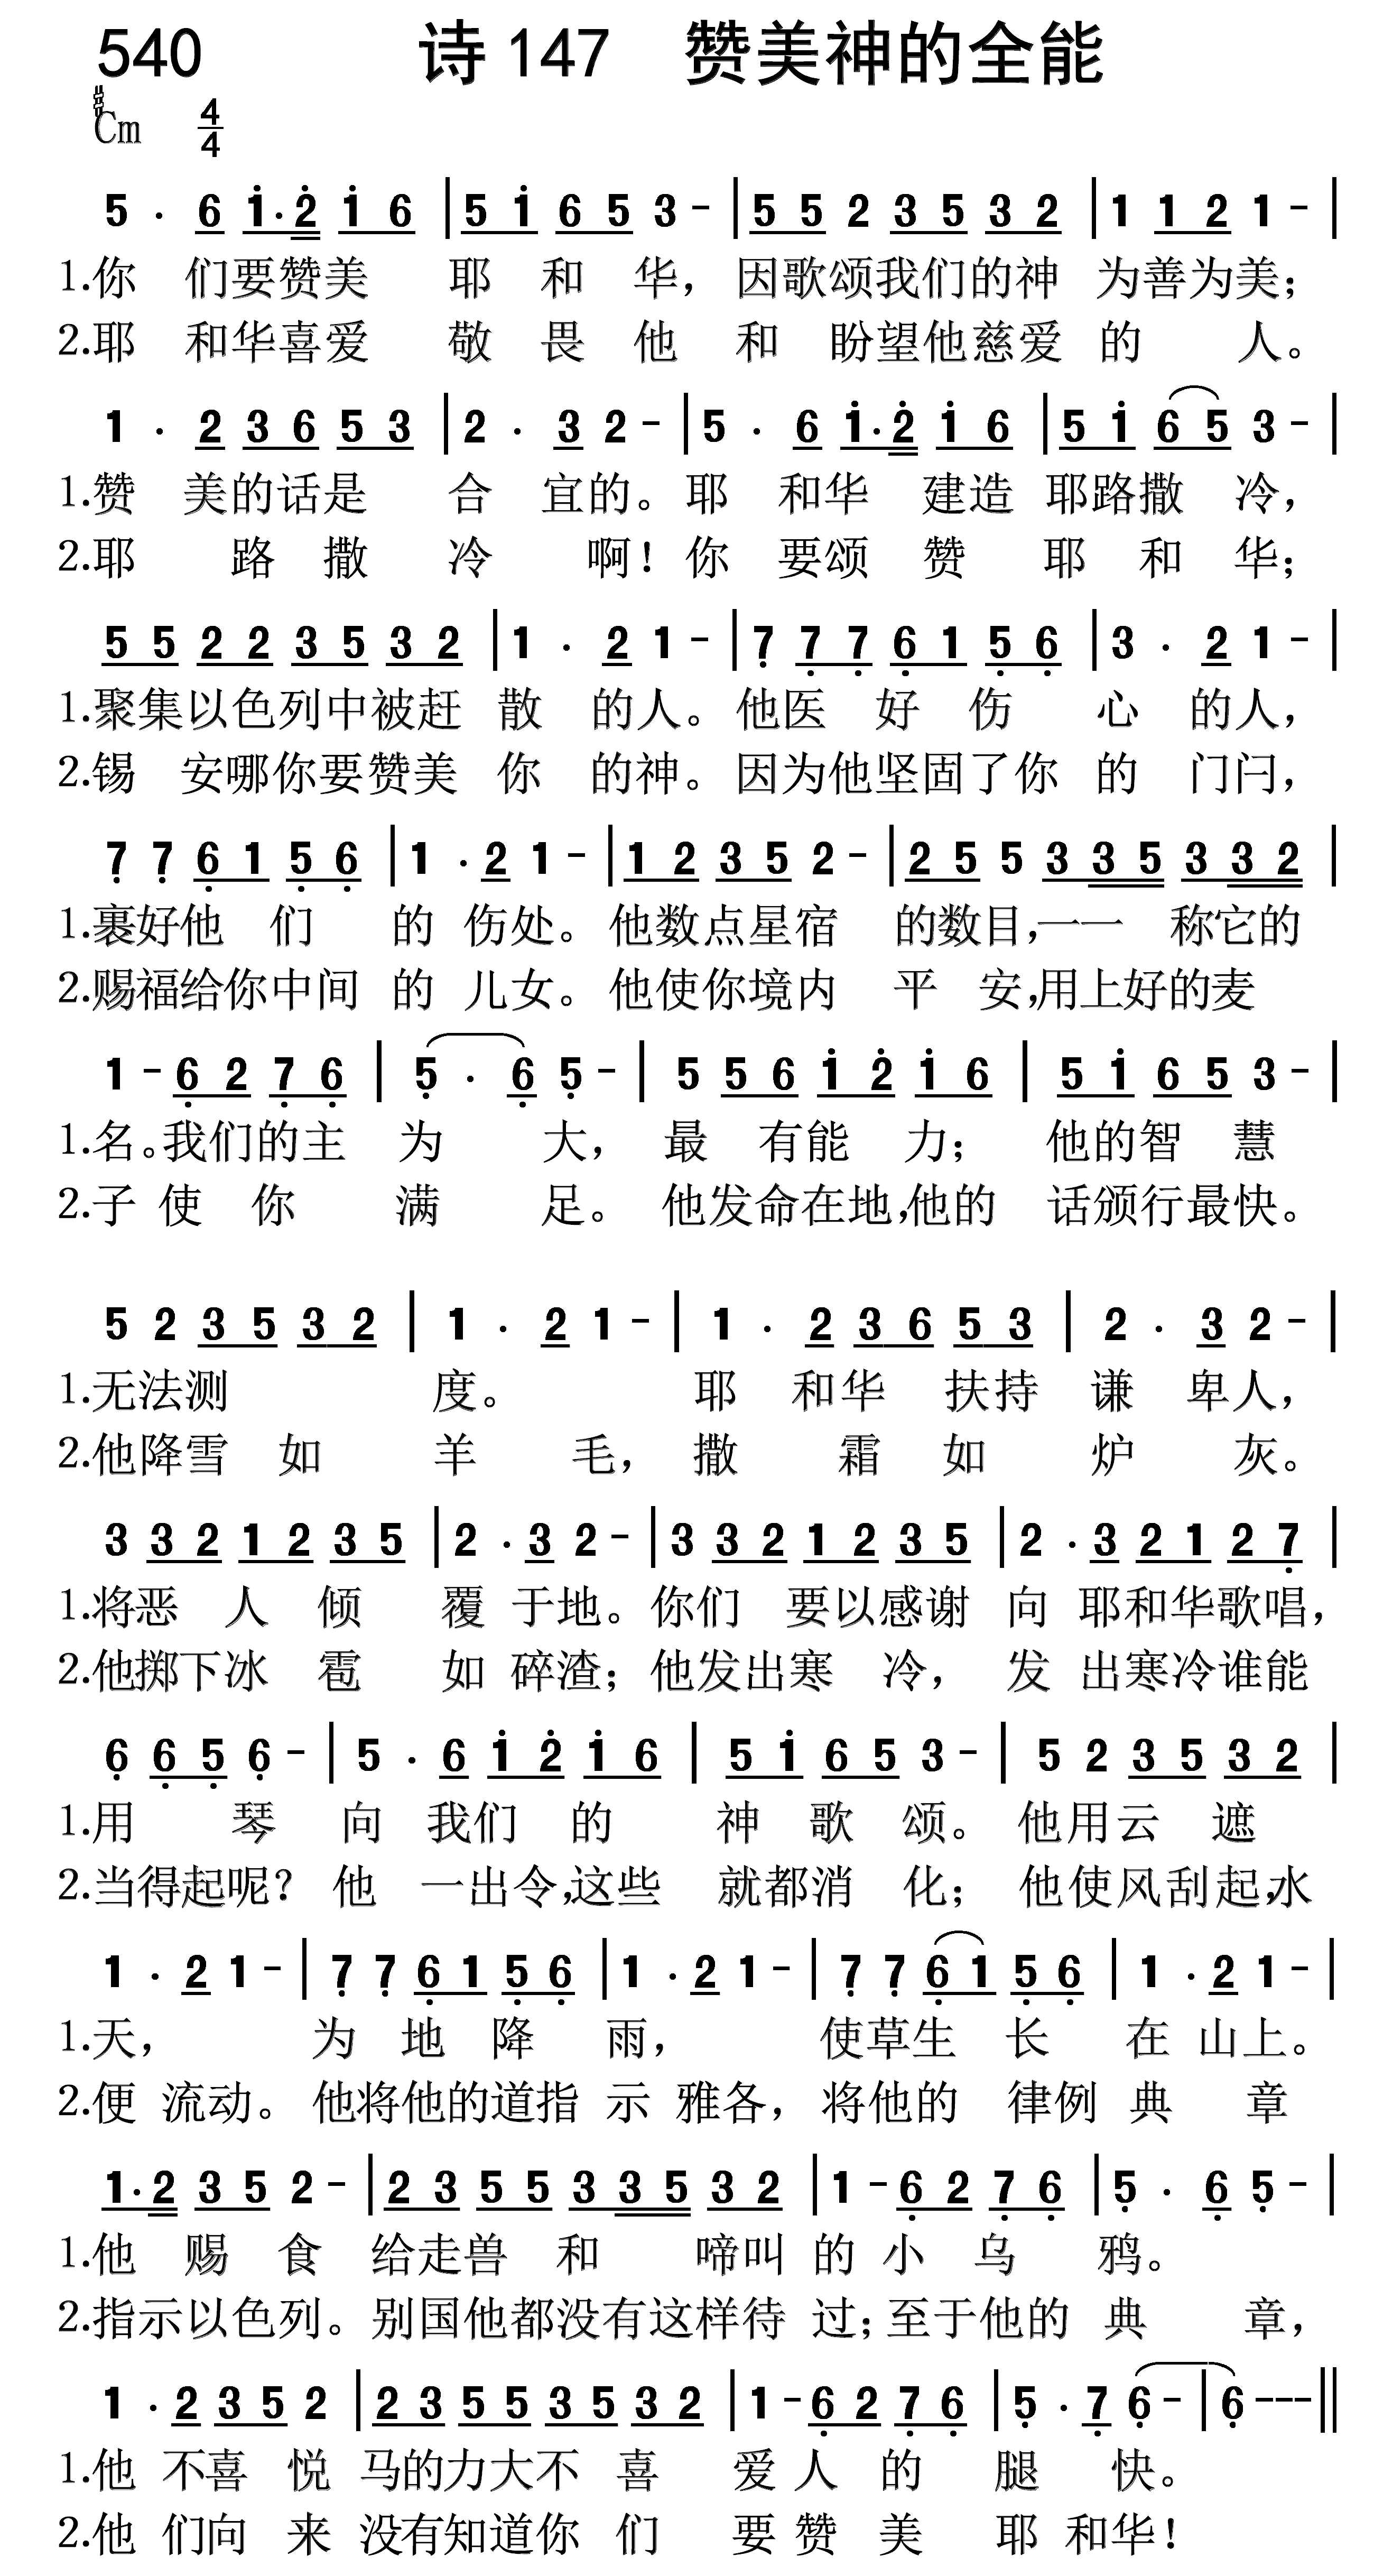 540 诗147 赞美神的全能
#Cm 4/4
5 · 6 1·2 1 6 | 5 1 6 5 3 - | 5 5 2 3 5 3 2 | 1 1 2 1 - |
1.你 们要赞美 耶 和 华，因歌颂我们的神 为善为美；
2.耶 和华喜爱 敬 畏 他 和 盼望他慈爱 的 人。
1 · 2 3 6 5 3 | 2 · 3 2 - | 5 · 6 1·2 1 6 | 5 1 6 5 3 - |
1.赞 美的话是 合 宜的。耶 和华 建造 耶路撒 冷，
2.耶 路 撒 冷 啊！你 要颂 赞 耶 和 华；
5 5 2 2 3 5 3 2 | 1 · 2 1 - | 7 7 7 6 1 5 6 | 3 · 2 1 - |
1.聚集以色列中被赶 散 的人。他医 好 伤 心 的人，
2.锡 安哪你要赞美 你 的神。因为他坚固了你 的 门闩，
7 7 6 1 5 6 | 1 · 2 1 - | 1 2 3 5 2 - | 2 5 5 3 3 5 3 3 2 |
1.裹好他 们 的 伤处。他数点星宿 的数目，一一 称它的
2.赐福给你中间 的 儿女。他使你境内 平 安，用上好的麦
1 - 6 2 7 6 | 5 · 6 5 - | 5 5 6 1 2 1 6 | 5 1 6 5 3 - |
1.名。我们的主 为 大， 最 有能 力； 他的智 慧
2.子 使 你 满 足。 他发命在地，他的 话颁行最快。
5 2 3 5 3 2 | 1 · 2 1 - | 1 · 2 3 6 5 3 | 2 · 3 2 - |
1.无法测 度。 耶 和华 扶持 谦 卑人，
2.他降雪 如 羊 毛， 撒 霜 如 炉 灰。
3 3 2 1 2 3 5 | 2 · 3 2 - | 3 3 2 1 2 3 5 | 2 · 3 2 1 2 7 |
1.将恶 人 倾 覆 于地。你们 要以感谢 向 耶和华歌唱，
2.他掷下冰 雹 如 碎渣；他发出寒 冷， 发 出寒冷谁能
6 6 5 6 - | 5 · 6 1 2 1 6 | 5 1 6 5 3 - | 5 2 3 5 3 2 |
1.用 琴 向 我们 的 神 歌 颂。 他用云 遮
2.当得起呢？ 他 一出令，这些 就都消 化； 他使风刮起，水
1 · 2 1 - | 7 7 6 1 5 6 | 1 · 2 1 - | 7 7 6 1 5 6 | 1 · 2 1 - |
1.天， 为 地 降 雨， 使草生 长 在 山上。
2.便 流动。 他将他的道指 示 雅各， 将他的 律例 典 章
1·2 3 5 2 - | 2 3 5 5 3 3 5 3 2 | 1 - 6 2 7 6 | 5 · 6 5 - |
1.他 赐 食 给走兽 和 啼叫 的 小 乌 鸦。
2.指示以色列。别国他都没有这样待 过；至于他的 典 章，
1 · 2 3 5 2 | 2 3 5 5 3 5 3 2 | 1 - 6 2 7 6 | 5 · 7 6 - | 6 - - - ‖
1.他 不喜 悦 马的力大不 喜 爱 人 的 腿 快。
2.他 们向 来 没有知道你 们 要 赞 美 耶 和华！